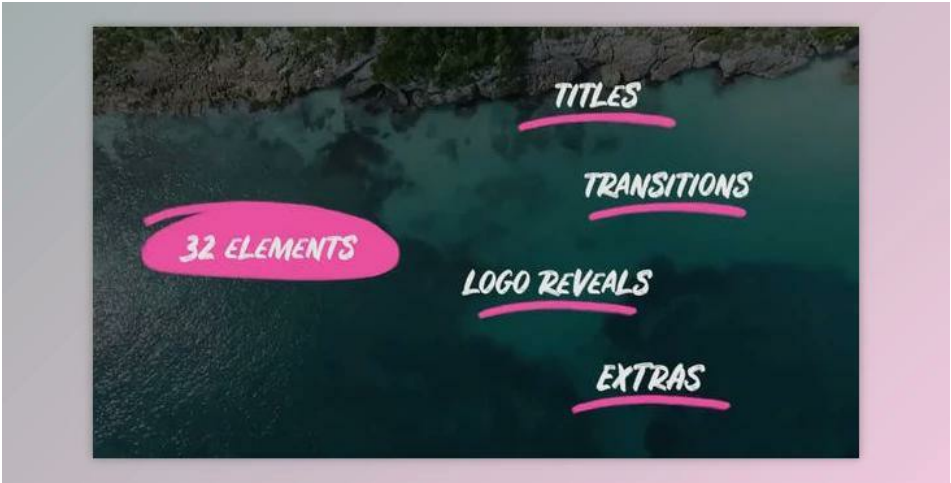 TITLES
TRANSITIONS
32 ELEMENTS
LOGO REVEALS
EXTRAS